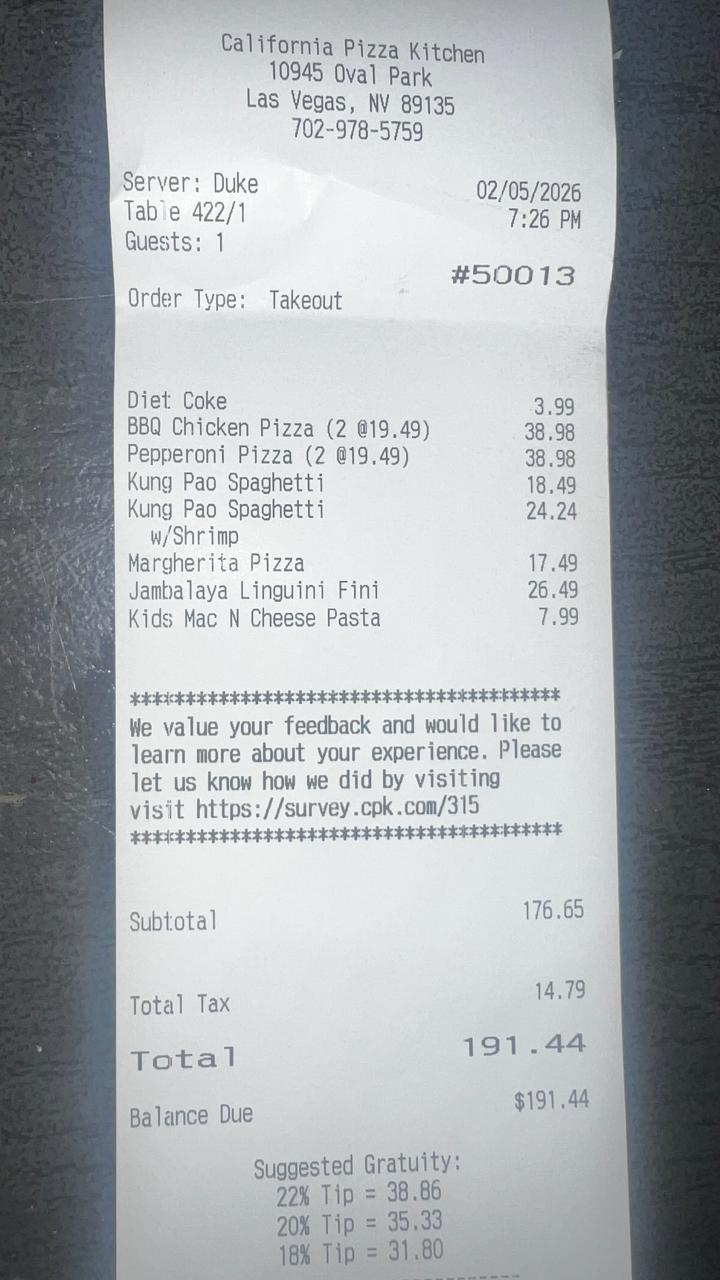 California Pizza Kitchen
10945 Oval Park
Las Vegas, NV 89135
702-978-5759
Server: Duke 02/05/2026
Table 422/1 7:26 PM
Guests: 1
#50013
Order Type: Takeout
Diet Coke 3.99
BBQ Chicken Pizza (2 @19.49) 38.98
Pepperoni Pizza (2 @19.49) 38.98
Kung Pao Spaghetti 18.49
Kung Pao Spaghetti 24.24
w/Shrimp
Margherita Pizza 17.49
Jambalaya Linguini Fini 26.49
Kids Mac N Cheese Pasta 7.99
***************************************
We value your feedback and would like to
learn more about your experience. Please
let us know how we did by visiting
visit https://survey.cpk.com/315
***************************************
Subtotal 176.65
Total Tax 14.79
Total 191.44
Balance Due $191.44
Suggested Gratuity:
22% Tip = 38.86
20% Tip = 35.33
18% Tip = 31.80